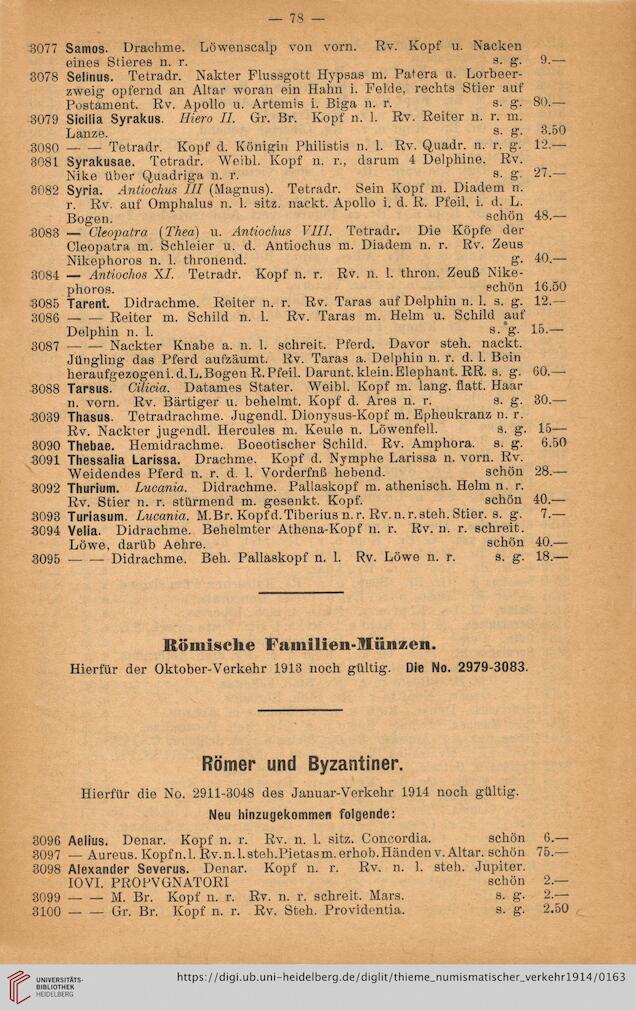 — 78 —
3077 Samos. Drachme. Löwenscalp von vorn. Rv. Kopf u. Nacken
eines Stieres n. r. s. g. 9.—
3078 Selinus. Tetradr. Nakter Flussgott Hypsas m. Patera u. Lorbeer-
zweig opfernd an Altar woran ein Hahn i. Felde, rechts Stier auf
Postament. Rv. Apollo u. Artemis i. Biga n. r. s. g. 80.—
3079 Sicilia Syrakus. Hiero II. Gr. Br. Kopf n. l. Rv. Reiter n. r. m.
Lanze. s. g. 3.50
3080 — — Tetradr. Kopf d. Königin Philistis n. l. Rv. Quadr. n. r. g. 12.—
3081 Syrakusae. Tetradr. Weibl. Kopf n. r., darum 4 Delphine. Rv.
Nike über Quadriga n. r. s. g. 27.—
3082 Syria. Antiochus III (Magnus). Tetradr. Sein Kopf m. Diadem n.
r. Rv. auf Omphalus n. l. sitz. nackt. Apollo i. d. R. Pfeil, i. d. L.
Bogen. schön 48.—
3083 — Cleopatra (Thea) u. Antiochus VIII. Tetradr. Die Köpfe der
Cleopatra m. Schleier u. d. Antiochus m. Diadem n. r. Rv. Zeus
Nikephoros n. l. thronend. g. 40.—
3084 — Antiochos XI. Tetradr. Kopf n. r. Rv. n. l. thron. Zeuß Nike-
phoros. schön 16.50
3085 Tarent. Didrachme. Reiter n. r. Rv. Taras auf Delphin n. l. s. g. 12.—
3086 — — Reiter m. Schild n. l. Rv. Taras m. Helm u. Schild auf
Delphin n. l. s. g. 15.—
3087 — — Nackter Knabe a. n. l. schreit. Pferd. Davor steh. nackt.
Jüngling das Pferd aufzäumt. Rv. Taras a. Delphin n. r. d. l. Bein
heraufgezogen i. d. L. Bogen R. Pfeil. Darunt. klein. Elephant. RR. s. g. 60.—
3088 Tarsus. Cilicia. Datames Stater. Weibl. Kopf m. lang. flatt. Haar
n. vorn. Rv. Bärtiger u. behelmt. Kopf d. Ares n. r. s. g. 30.—
3039 Thasus. Tetradrachme. Jugendl. Dionysus-Kopf m. Epheukranz n. r.
Rv. Nackter jugendl. Hercules m. Keule n. Löwenfell. s. g. 15—
3090 Thebae. Hemidrachme. Boeotischer Schild. Rv. Amphora. s. g. 6.50
3091 Thessalia Larissa. Drachme. Kopf d. Nymphe Larissa n. vorn. Rv.
Weidendes Pferd n. r. d. l. Vorderfnß hebend. schön 28.—
3092 Thurium. Lucania. Didrachme. Pallaskopf m. athenisch. Helm n. r.
Rv. Stier n. r. stürmend m. gesenkt. Kopf. schön 40.—
3093 Turiasum. Lucania. M. Br. Kopf d. Tiberius n. r. Rv. n. r. steh. Stier. s. g. 7.—
3094 Velia. Didrachme. Behelmter Athena-Kopf n. r. Rv. n. r. schreit.
Löwe, darüb Aehre. schön 40.—
3095 — — Didrachme. Beh. Pallaskopf n. l. Rv. Löwe n. r. s. g. 18.—
Römische Familien-Münzen.
Hierfür der Oktober-Verkehr 1913 noch gültig. Die No. 2979-3083.
Römer und Byzantiner.
Hierfür die No. 2911-3048 des Januar-Verkehr 1914 noch gültig.
Neu hinzugekommen folgende:
3096 Aelius. Denar. Kopf n. r. Rv. n. l. sitz. Concordia. schön 6.—
3097 — Aureus. Kopf n. l. Rv. n. l. steh. Pietas m. erhob. Händen v. Altar. schön 75.—
3098 Alexander Severus. Denar. Kopf n. r. Rv. n. l. steh. Jupiter.
IOVI. PROPVGNATORI schön 2.—
3099 — — M. Br. Kopf n. r. Rv. n. r. schreit. Mars. s. g. 2.—
3100 — — Gr. Br. Kopf n. r. Rv. Steh. Providentia. s. g. 2.50
UNIVERSITÄTS-
BIBLIOTHEK
HEIDELBERG
https://digi.ub.uni-heidelberg.de/diglit/thieme_numismatischer_verkehr1914/0163